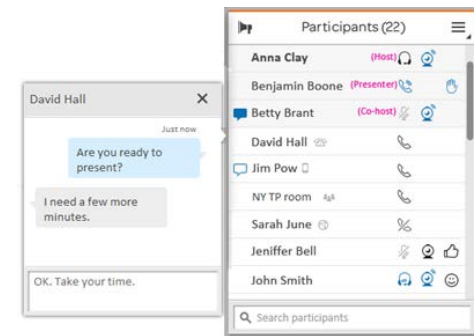 David Hall
Just now
Are you ready to
present?
I need a few more
minutes.
OK. Take your time.
Participants (22)
Anna Clay (Host)
Benjamin Boone (Presenter)
Betty Brant (Co-host)
David Hall
Jim Pow
NY TP room
Sarah June
Jeniffer Bell
John Smith
Search participants